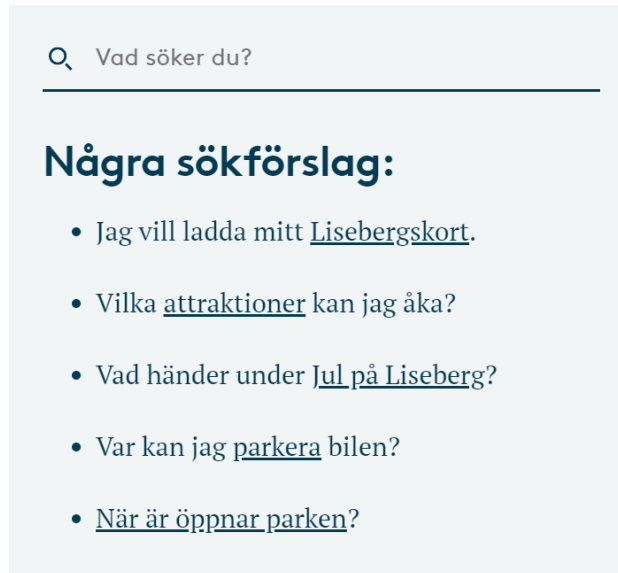 Vad söker du?
Några sökförslag:
• Jag vill ladda mitt Lisebergskort.
• Vilka attraktioner kan jag åka?
• Vad händer under Jul på Liseberg?
• Var kan jag parkera bilen?
• När är öppnar parken?